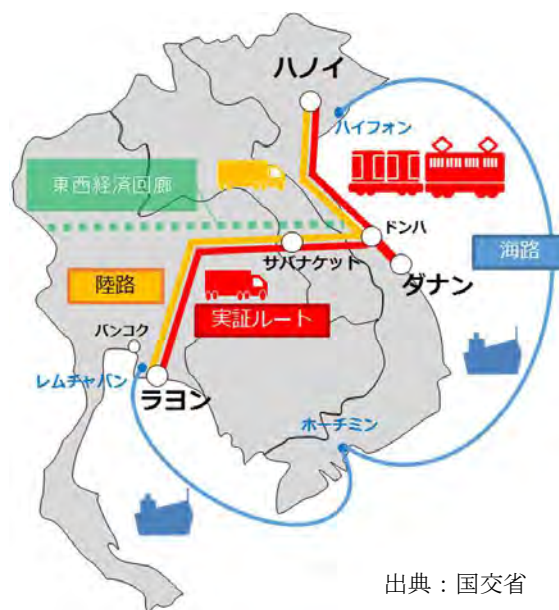 ハノイ
ハイフォン
東西経済回廊
ドンハ
サバナケット
海路
ダナン
陸路
実証ルート
バンコク
レムチャバン
ラヨン
ホーチミン
出典：国交省